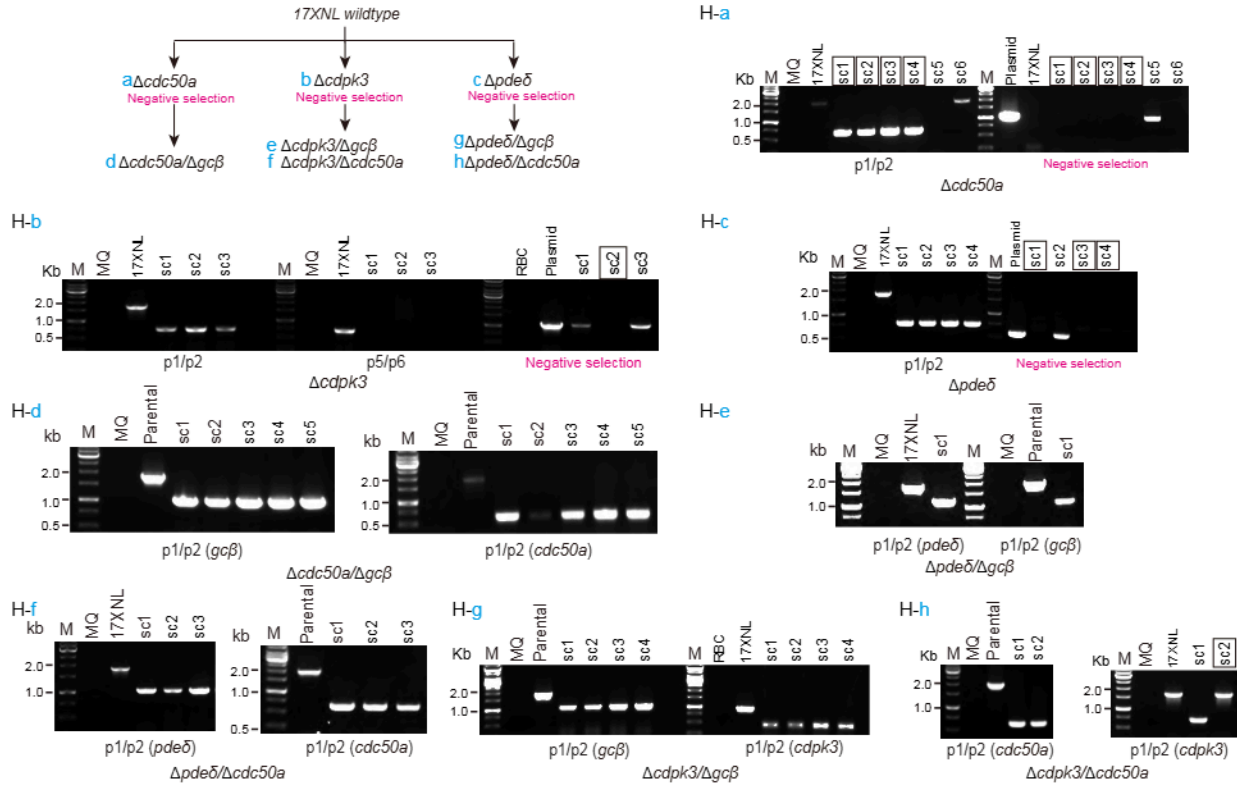 17XNL wildtype
a Δcdc50a
Negative selection
b Δcdpk3
Negative selection
c Δpdeδ
Negative selection
d Δcdc50a/Δgcβ
e Δcdpk3/Δgcβ
f Δcdpk3/Δcdc50a
g Δpdeδ/Δgcβ
h Δpdeδ/Δcdc50a
H-a
Kb M MQ 17XNL sc1 sc2 sc3 sc4 sc5 sc6 M Plasmid 17XNL sc1 sc2 sc3 sc4 sc5 sc6
2.0
1.0
0.5
p1/p2 Negative selection
Δcdc50a
H-b
Kb M MQ 17XNL sc1 sc2 sc3 M MQ 17XNL sc1 sc2 sc3 M RBC Plasmid sc1 sc2 sc3
2.0
1.0
0.5
p1/p2 p5/p6 Negative selection
Δcdpk3
H-c
Kb M MQ 17XNL sc1 sc2 sc3 sc4 M Plasmid sc1 sc2 sc3 sc4
2.0
1.0
0.5
p1/p2 Negative selection
Δpdeδ
H-d
kb M MQ Parental sc1 sc2 sc3 sc4 sc5
2.0
1.0
0.5
p1/p2 (gcβ)
kb M MQ Parental sc1 sc2 sc3 sc4 sc5
2.0
1.0
0.5
p1/p2 (cdc50a)
Δcdc50a/Δgcβ
H-e
kb M MQ 17XNL sc1 M MQ Parental sc1
2.0
1.0
p1/p2 (pdeδ) p1/p2 (gcβ)
Δpdeδ/Δgcβ
H-f
kb M MQ 17XNL sc1 sc2 sc3
2.0
1.0
p1/p2 (pdeδ)
kb M Parental sc1 sc2 sc3
2.0
1.0
0.5
p1/p2 (cdc50a)
Δpdeδ/Δcdc50a
H-g
Kb M MQ Parental sc1 sc2 sc3 sc4 M RBC 17XNL sc1 sc2 sc3 sc4
2.0
1.0
p1/p2 (gcβ) p1/p2 (cdpk3)
Δcdpk3/Δgcβ
H-h
Kb M MQ Parental sc1 sc2
2.0
1.0
p1/p2 (cdc50a)
Kb M MQ 17XNL sc1 sc2
2.0
1.0
p1/p2 (cdpk3)
Δcdpk3/Δcdc50a